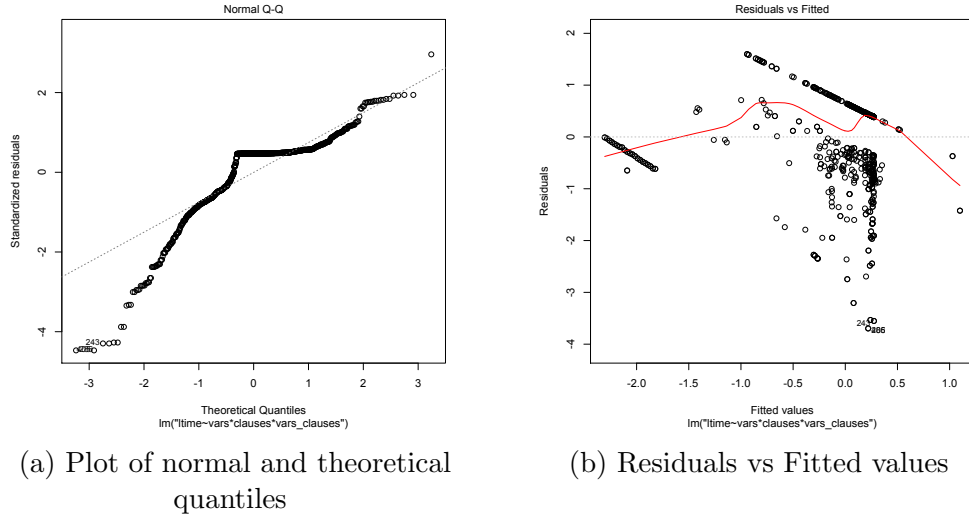 Normal Q-Q
Standardized residuals
2
0
-2
-4
243
-3
-2
-1
0
1
2
3
Theoretical Quantiles
lm("ltime~vars*clauses*vars_clauses")
(a) Plot of normal and theoretical
quantiles
Residuals vs Fitted
Residuals
2
1
0
-1
-2
-3
-4
-2.0
-1.5
-1.0
-0.5
0.0
0.5
1.0
Fitted values
lm("ltime~vars*clauses*vars_clauses")
(b) Residuals vs Fitted values